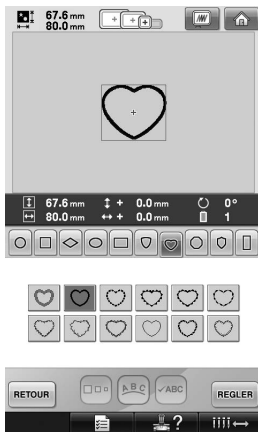 67.6 mm
80.0 mm
67.6 mm + 0.0 mm 0°
80.0 mm + 0.0 mm 1
RETOUR
ABC
ABC
REGLER
?